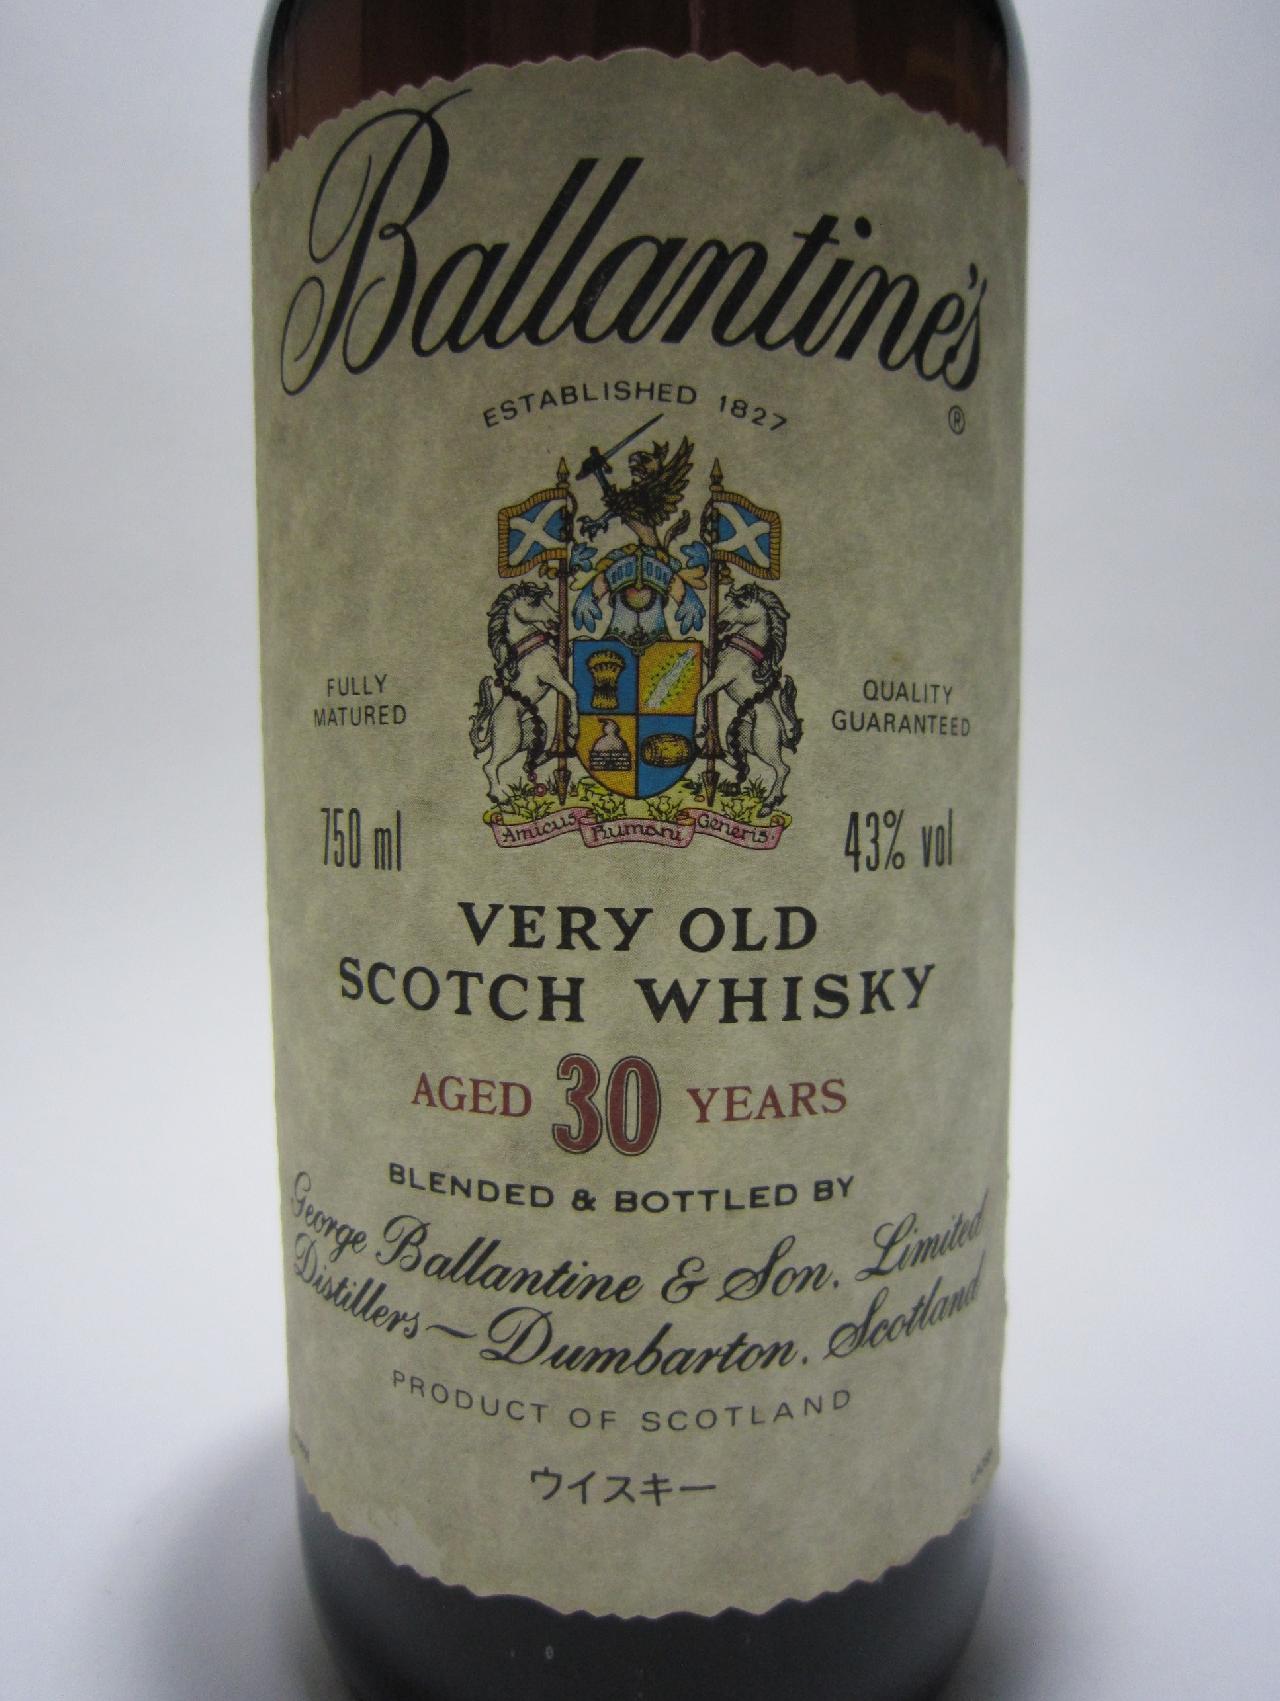 Ballantine's
®
ESTABLISHED 1827
FULLY MATURED
QUALITY GUARANTEED
Amicus Humani Generis.
750 ml
43% vol
VERY OLD
SCOTCH WHISKY
AGED 30 YEARS
BLENDED & BOTTLED BY
George Ballantine & Son. Limited
Distillers – Dumbarton. Scotland
PRODUCT OF SCOTLAND
ウイスキー